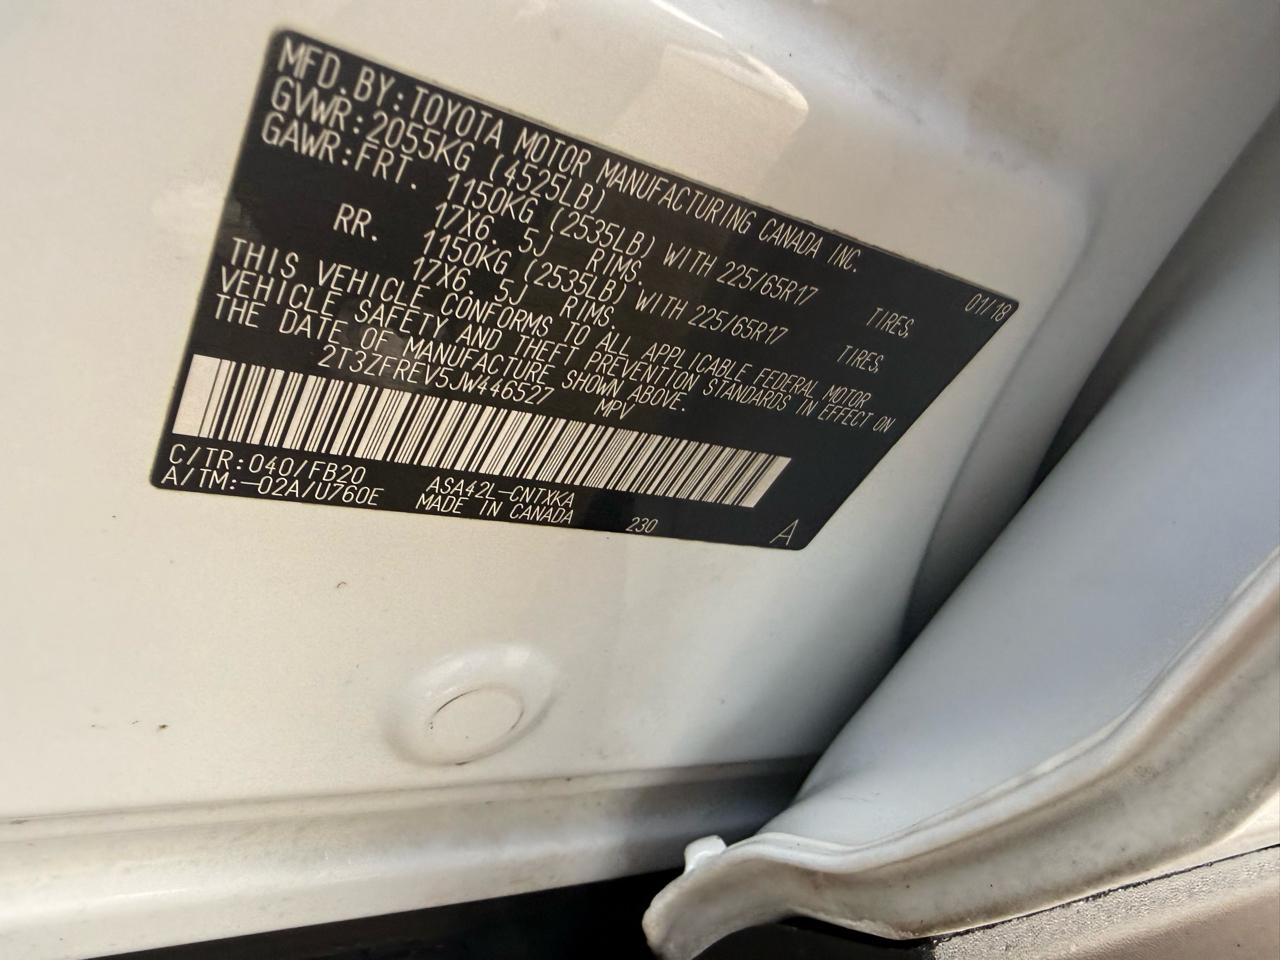 MFD. BY: TOYOTA MOTOR MANUFACTURING CANADA INC. 01/18
GVWR: 2055KG (4525LB)
GAWR: FRT. 1150KG (2535LB) WITH 225/65R17 TIRES,
17X6. 5J RIMS.
RR. 1150KG (2535LB) WITH 225/65R17 TIRES,
17X6. 5J RIMS.
THIS VEHICLE CONFORMS TO ALL APPLICABLE FEDERAL MOTOR
VEHICLE SAFETY AND THEFT PREVENTION STANDARDS IN EFFECT ON
THE DATE OF MANUFACTURE SHOWN ABOVE.
2T3ZFREV5JW446527 MPV
C/TR: 040/FB20 ASA42L-CNTXKA
A/TM: -02A/U760E MADE IN CANADA 230 A